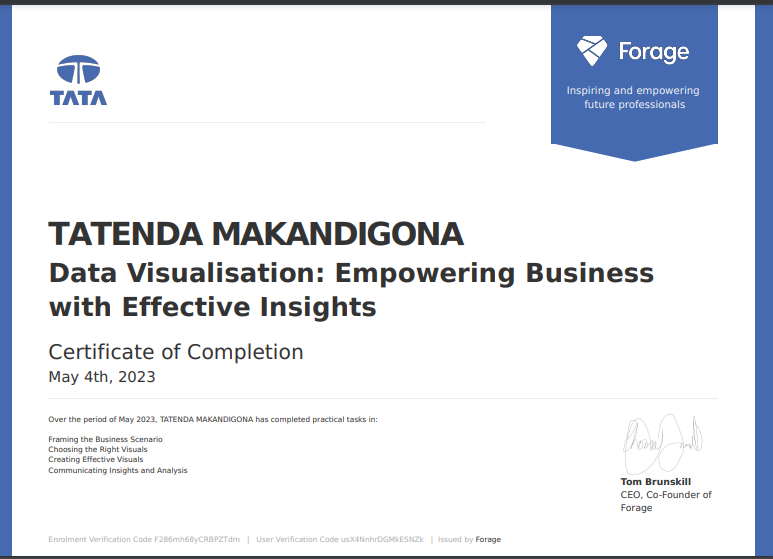 TATA
Forage
Inspiring and empowering
future professionals
TATENDA MAKANDIGONA
Data Visualisation: Empowering Business
with Effective Insights
Certificate of Completion
May 4th, 2023
Over the period of May 2023, TATENDA MAKANDIGONA has completed practical tasks in:
Framing the Business Scenario
Choosing the Right Visuals
Creating Effective Visuals
Communicating Insights and Analysis
Tom Brunskill
CEO, Co-Founder of
Forage
Enrolment Verification Code F286mh68yCRBPZTdm | User Verification Code usX4NnhrDGMkESNZk | Issued by Forage